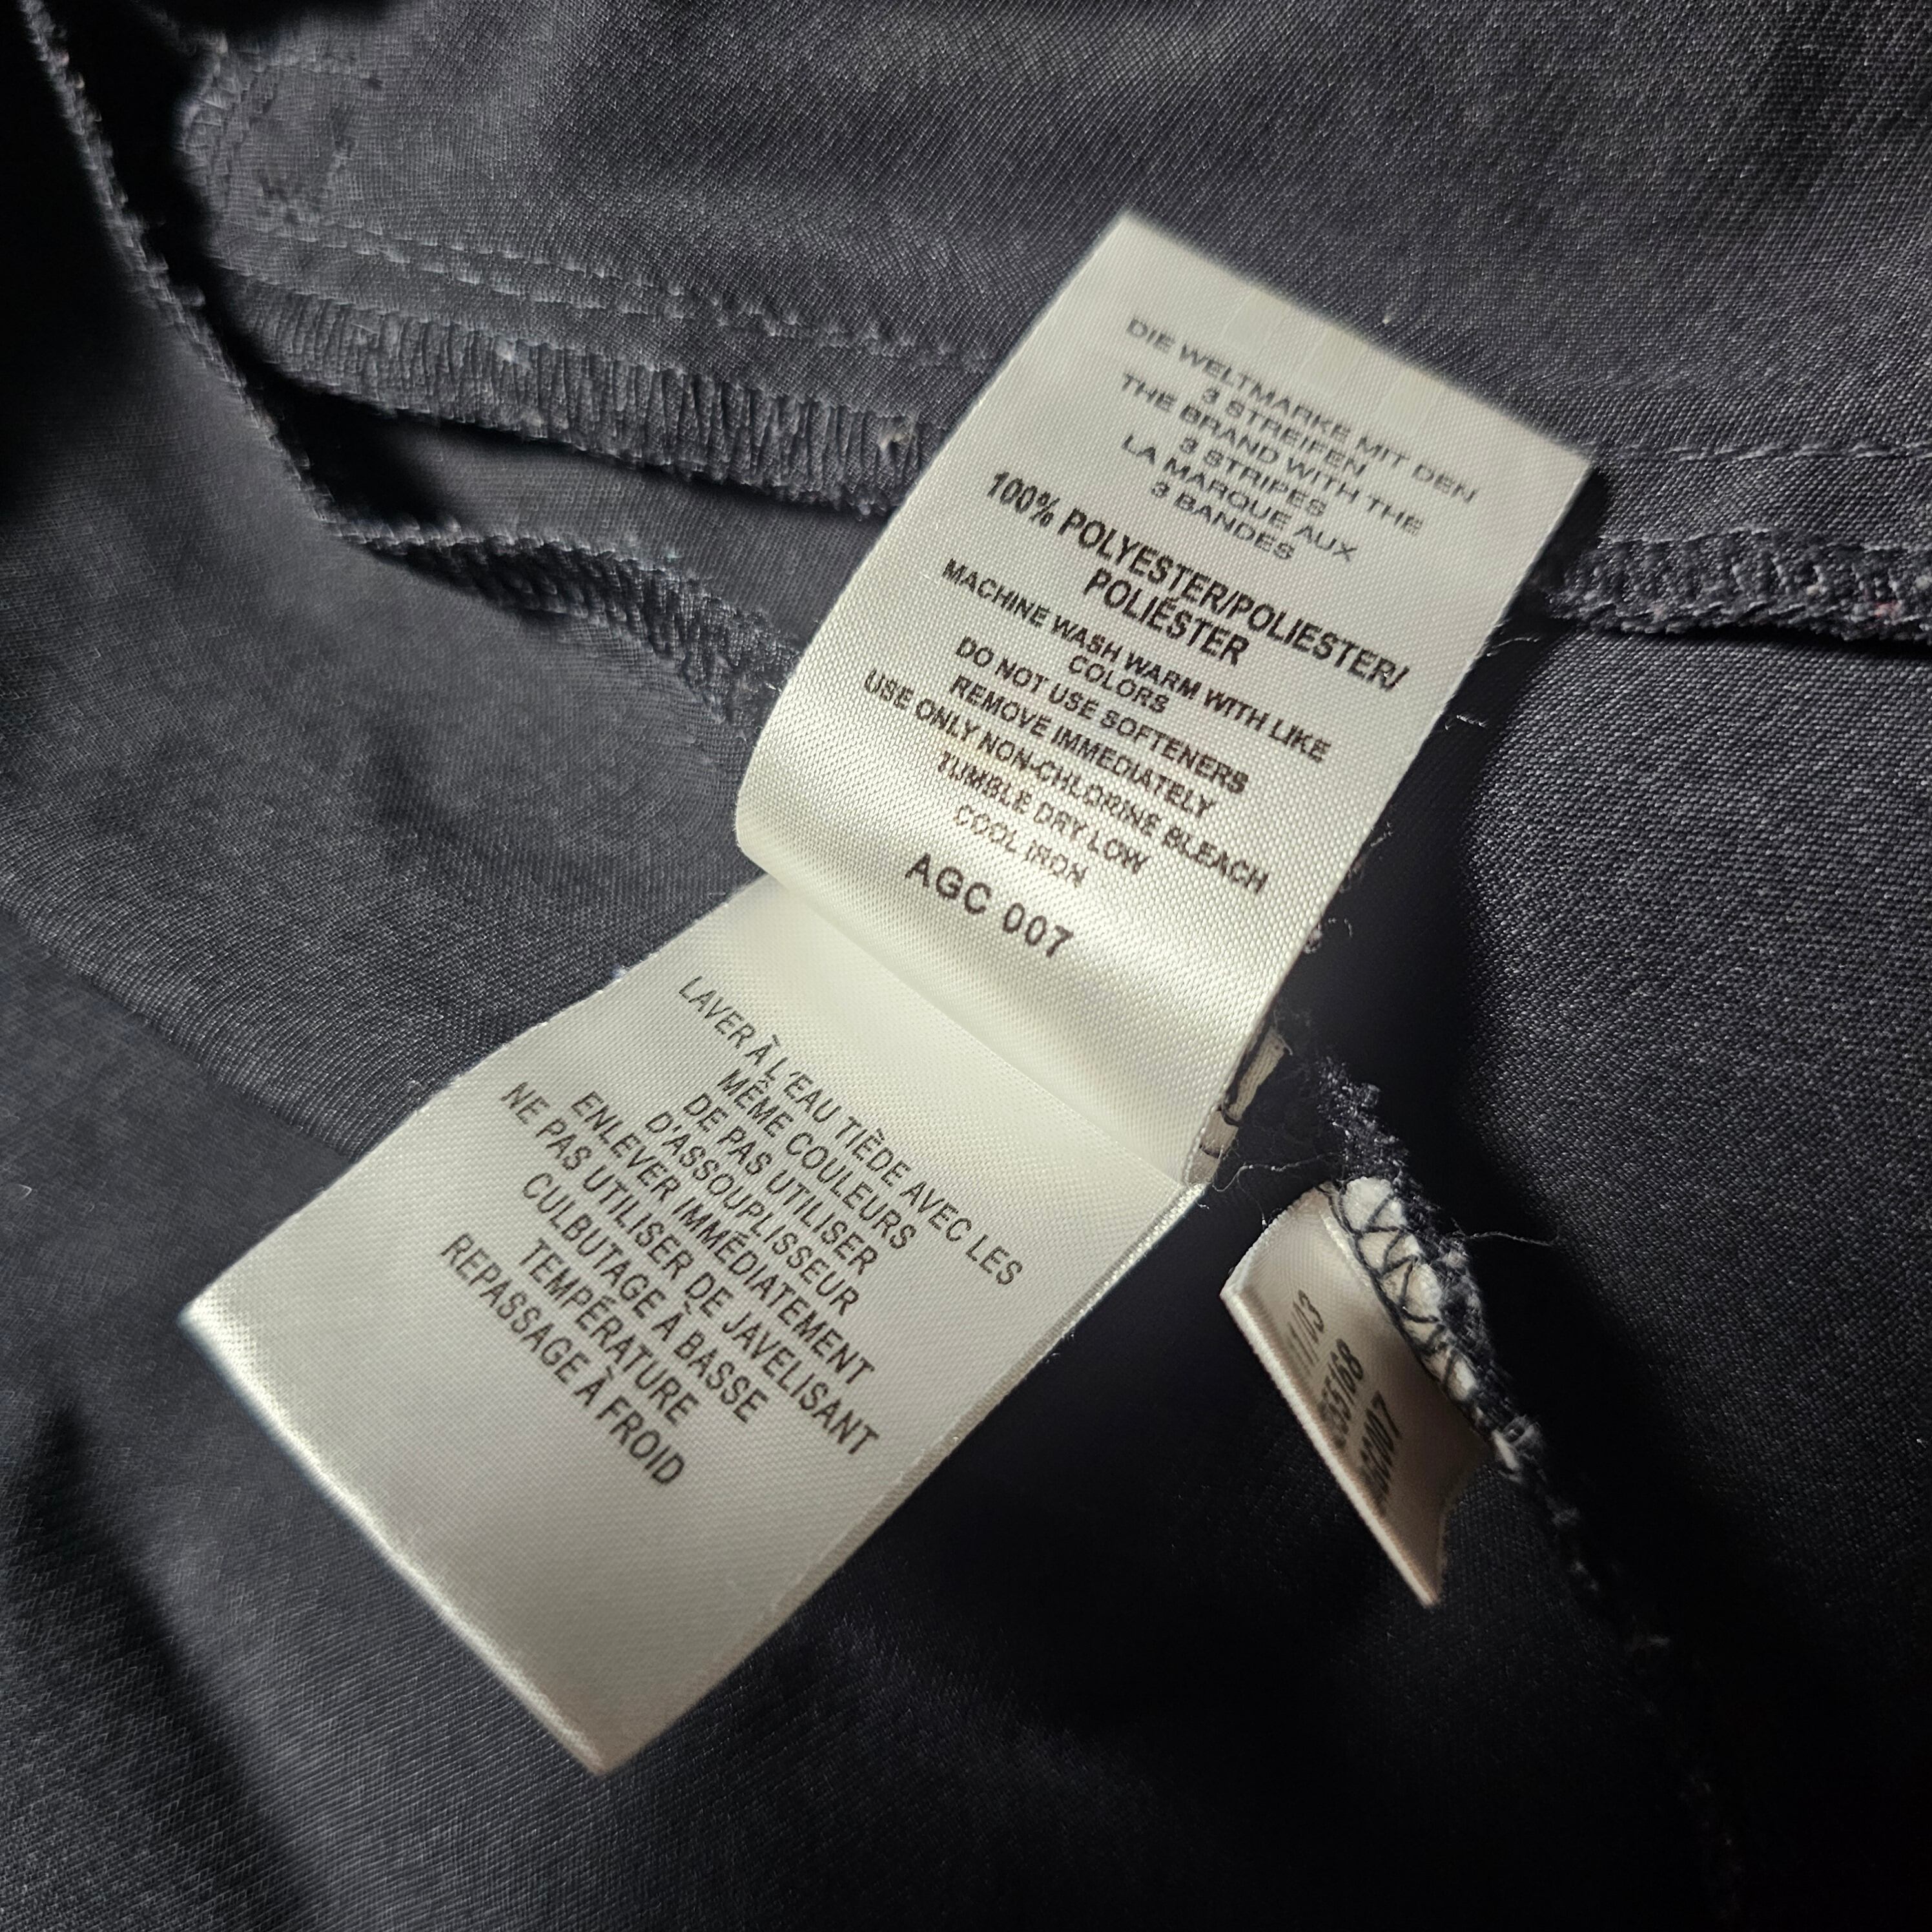 DIE WELTMARKE MIT DEN
3 STREIFEN
THE BRAND WITH THE
3 STRIPES
LA MARQUE AUX
3 BANDES
100% POLYESTER/POLIESTER/
POLIÉSTER
MACHINE WASH WARM WITH LIKE
COLORS
DO NOT USE SOFTENERS
REMOVE IMMEDIATELY
USE ONLY NON-CHLORINE BLEACH
TUMBLE DRY LOW
COOL IRON
AGC 007
LAVER À L'EAU TIÈDE AVEC LES
MÊME COULEURS
DE PAS UTILISER
D'ASSOUPLISSEUR
ENLEVER IMMÉDIATEMENT
NE PAS UTILISER DE JAVELISANT
CULBUTAGE À BASSE
TEMPÉRATURE
REPASSAGE À FROID
11/13